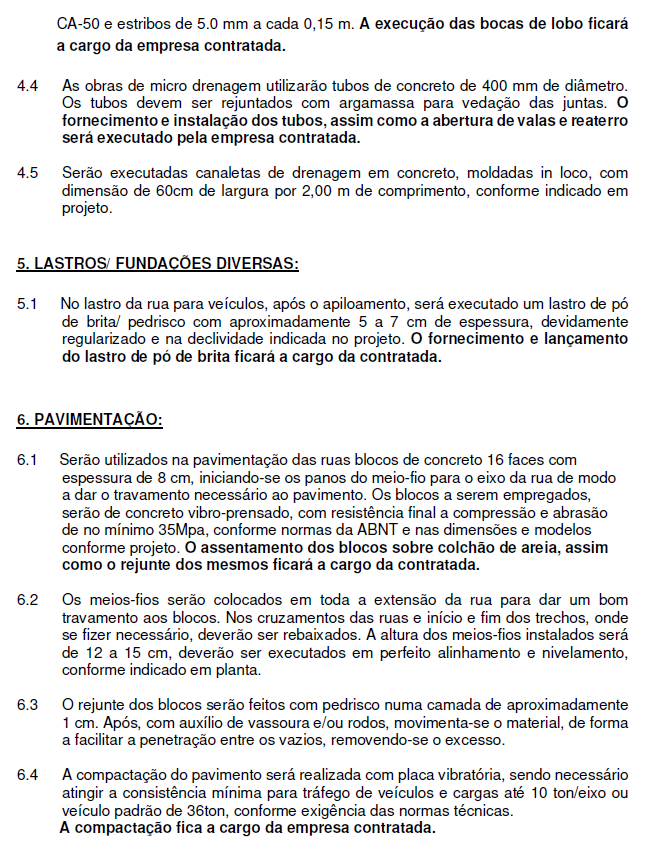 CA-50 e estribos de 5.0 mm a cada 0,15 m. A execução das bocas de lobo ficará
a cargo da empresa contratada.
4.4 As obras de micro drenagem utilizarão tubos de concreto de 400 mm de diâmetro.
Os tubos devem ser rejuntados com argamassa para vedação das juntas. O
fornecimento e instalação dos tubos, assim como a abertura de valas e reaterro
será executado pela empresa contratada.
4.5 Serão executadas canaletas de drenagem em concreto, moldadas in loco, com
dimensão de 60cm de largura por 2,00 m de comprimento, conforme indicado em
projeto.
5. LASTROS/ FUNDAÇÕES DIVERSAS:
5.1 No lastro da rua para veículos, após o apiloamento, será executado um lastro de pó
de brita/ pedrisco com aproximadamente 5 a 7 cm de espessura, devidamente
regularizado e na declividade indicada no projeto. O fornecimento e lançamento
do lastro de pó de brita ficará a cargo da contratada.
6. PAVIMENTAÇÃO:
6.1 Serão utilizados na pavimentação das ruas blocos de concreto 16 faces com
espessura de 8 cm, iniciando-se os panos do meio-fio para o eixo da rua de modo
a dar o travamento necessário ao pavimento. Os blocos a serem empregados,
serão de concreto vibro-prensado, com resistência final a compressão e abrasão
de no mínimo 35Mpa, conforme normas da ABNT e nas dimensões e modelos
conforme projeto. O assentamento dos blocos sobre colchão de areia, assim
como o rejunte dos mesmos ficará a cargo da contratada.
6.2 Os meios-fios serão colocados em toda a extensão da rua para dar um bom
travamento aos blocos. Nos cruzamentos das ruas e início e fim dos trechos, onde
se fizer necessário, deverão ser rebaixados. A altura dos meios-fios instalados será
de 12 a 15 cm, deverão ser executados em perfeito alinhamento e nivelamento,
conforme indicado em planta.
6.3 O rejunte dos blocos serão feitos com pedrisco numa camada de aproximadamente
1 cm. Após, com auxílio de vassoura e/ou rodos, movimenta-se o material, de forma
a facilitar a penetração entre os vazios, removendo-se o excesso.
6.4 A compactação do pavimento será realizada com placa vibratória, sendo necessário
atingir a consistência mínima para tráfego de veículos e cargas até 10 ton/eixo ou
veículo padrão de 36ton, conforme exigência das normas técnicas.
A compactação fica a cargo da empresa contratada.